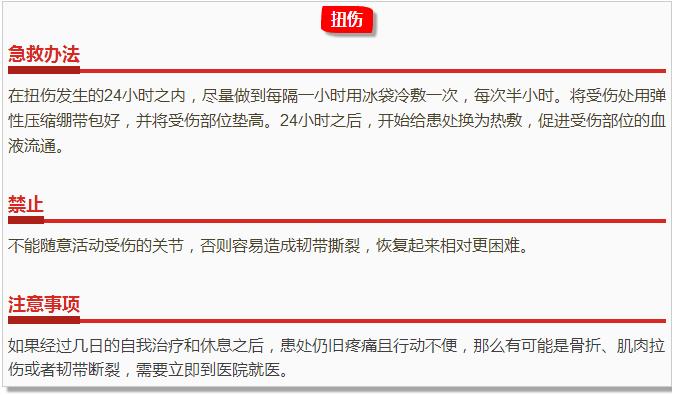 扭伤
急救办法
在扭伤发生的24小时之内，尽量做到每隔一小时用冰袋冷敷一次，每次半小时。将受伤处用弹
性压缩绷带包好，并将受伤部位垫高。24小时之后，开始给患处换为热敷，促进受伤部位的血
液流通。
禁止
不能随意活动受伤的关节，否则容易造成韧带撕裂，恢复起来相对更困难。
注意事项
如果经过几日的自我治疗和休息之后，患处仍旧疼痛且行动不便，那么有可能是骨折、肌肉拉
伤或者韧带断裂，需要立即到医院就医。